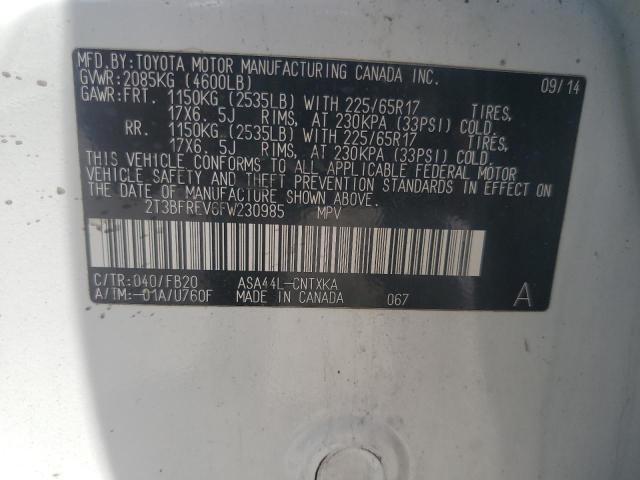 MFD.BY:TOYOTA MOTOR MANUFACTURING CANADA INC.
GVWR:2085KG (4600LB) 09/14
GAWR:FRT. 1150KG (2535LB) WITH 225/65R17 TIRES,
17X6. 5J RIMS, AT 230KPA (33PSI) COLD.
RR. 1150KG (2535LB) WITH 225/65R17 TIRES,
17X6. 5J RIMS, AT 230KPA (33PSI) COLD.
THIS VEHICLE CONFORMS TO ALL APPLICABLE FEDERAL MOTOR
VEHICLE SAFETY AND THEFT PREVENTION STANDARDS IN EFFECT ON
THE DATE OF MANUFACTURE SHOWN ABOVE.
2T3BFREV6FW230985 MPV
C/TR:040/FB20 ASA44L-CNTXKA
A/TM:-01A/U760F MADE IN CANADA 067 A